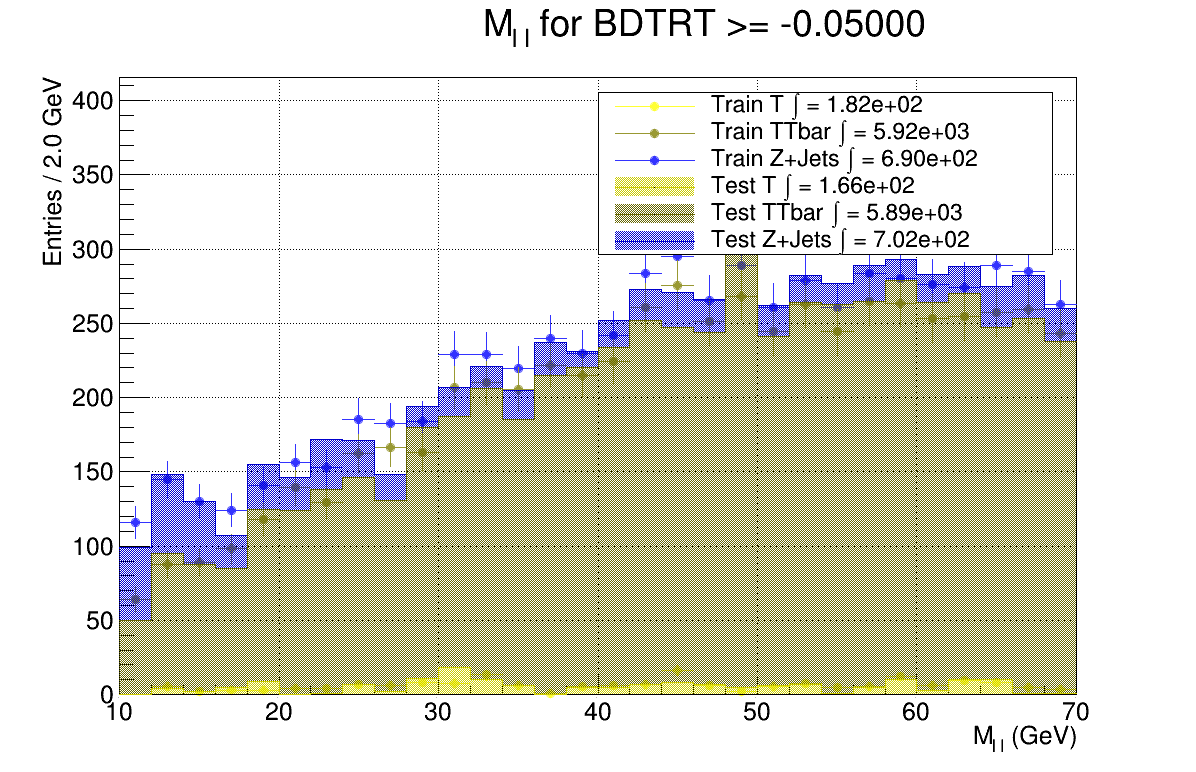 M_ll for BDTRT >= -0.05000
Entries / 2.0 GeV
400
350
300
250
200
150
100
50
0
Train T ∫ = 1.82e+02
Train TTbar ∫ = 5.92e+03
Train Z+Jets ∫ = 6.90e+02
Test T ∫ = 1.66e+02
Test TTbar ∫ = 5.89e+03
Test Z+Jets ∫ = 7.02e+02
10 20 30 40 50 60 70
M_ll (GeV)